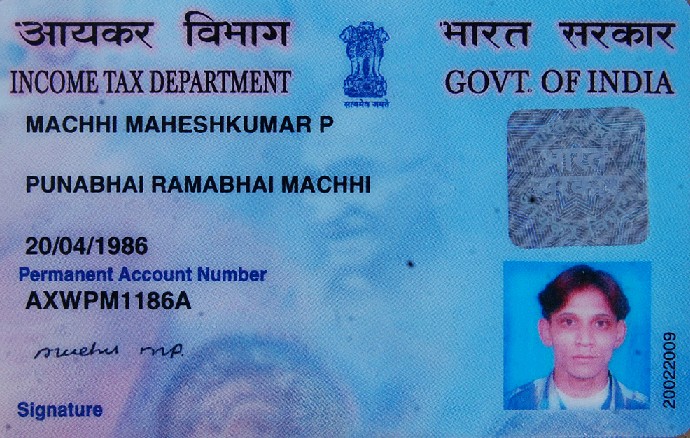 आयकर विभाग
INCOME TAX DEPARTMENT
सत्यमेव जयते
भारत सरकार
GOVT. OF INDIA
MACHHI MAHESHKUMAR P
PUNABHAI RAMABHAI MACHHI
20/04/1986
Permanent Account Number
AXWPM1186A
Signature
भारत
सरकार
20022009